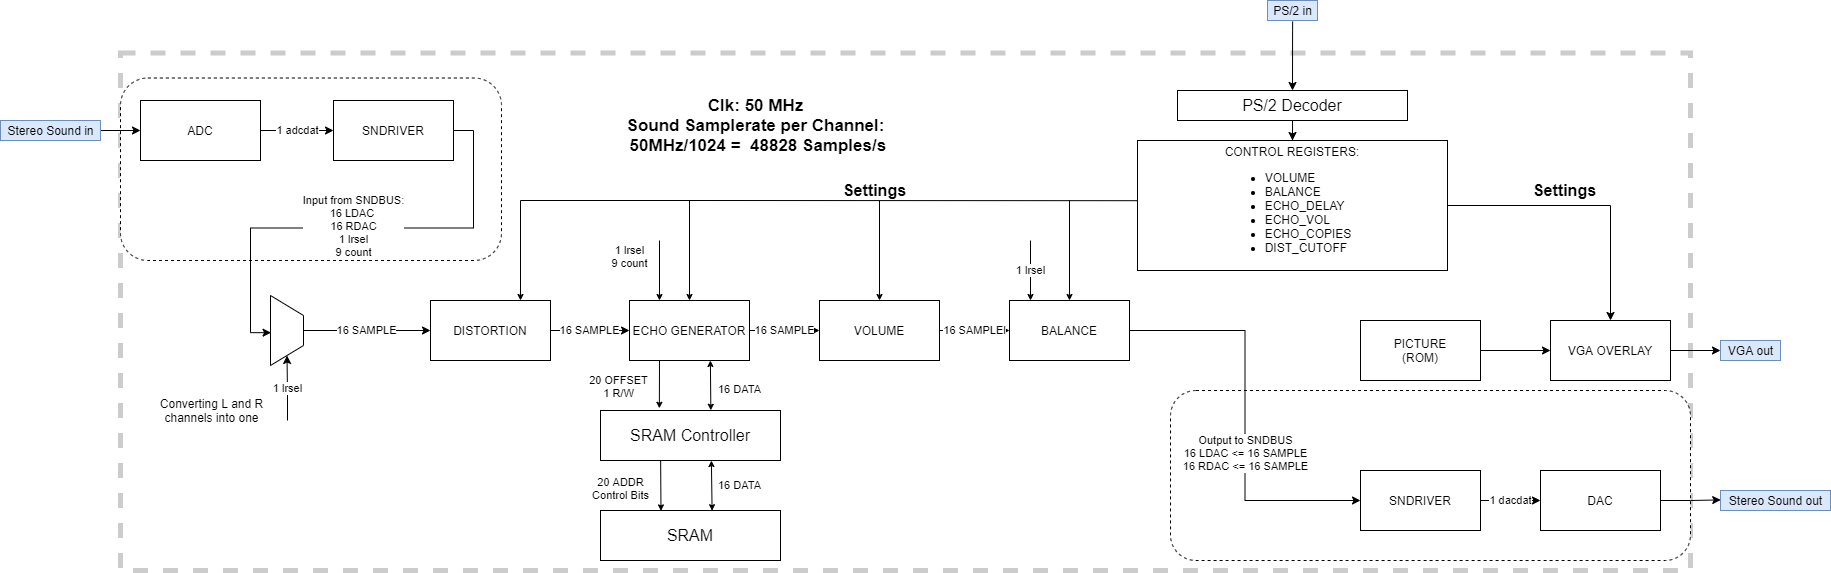 PS/2 in
Stereo Sound in
ADC
1 adcdat
SNDRIVER
Clk: 50 MHz
Sound Samplerate per Channel:
50MHz/1024 =  48828 Samples/s
PS/2 Decoder
CONTROL REGISTERS:
VOLUME
BALANCE
ECHO_DELAY
ECHO_VOL
ECHO_COPIES
DIST_CUTOFF
Settings
Settings
Input from SNDBUS:
16 LDAC
16 RDAC
1 lrsel
9 count
1 lrsel
9 count
1 lrsel
16 SAMPLE
DISTORTION
16 SAMPLE
ECHO GENERATOR
16 SAMPLE
VOLUME
16 SAMPLE
BALANCE
PICTURE
(ROM)
VGA OVERLAY
VGA out
1 lrsel
Converting L and R
channels into one
20 OFFSET
1 R/W
16 DATA
SRAM Controller
20 ADDR
Control Bits
16 DATA
SRAM
Output to SNDBUS
16 LDAC <= 16 SAMPLE
16 RDAC <= 16 SAMPLE
SNDRIVER
1 dacdat
DAC
Stereo Sound out